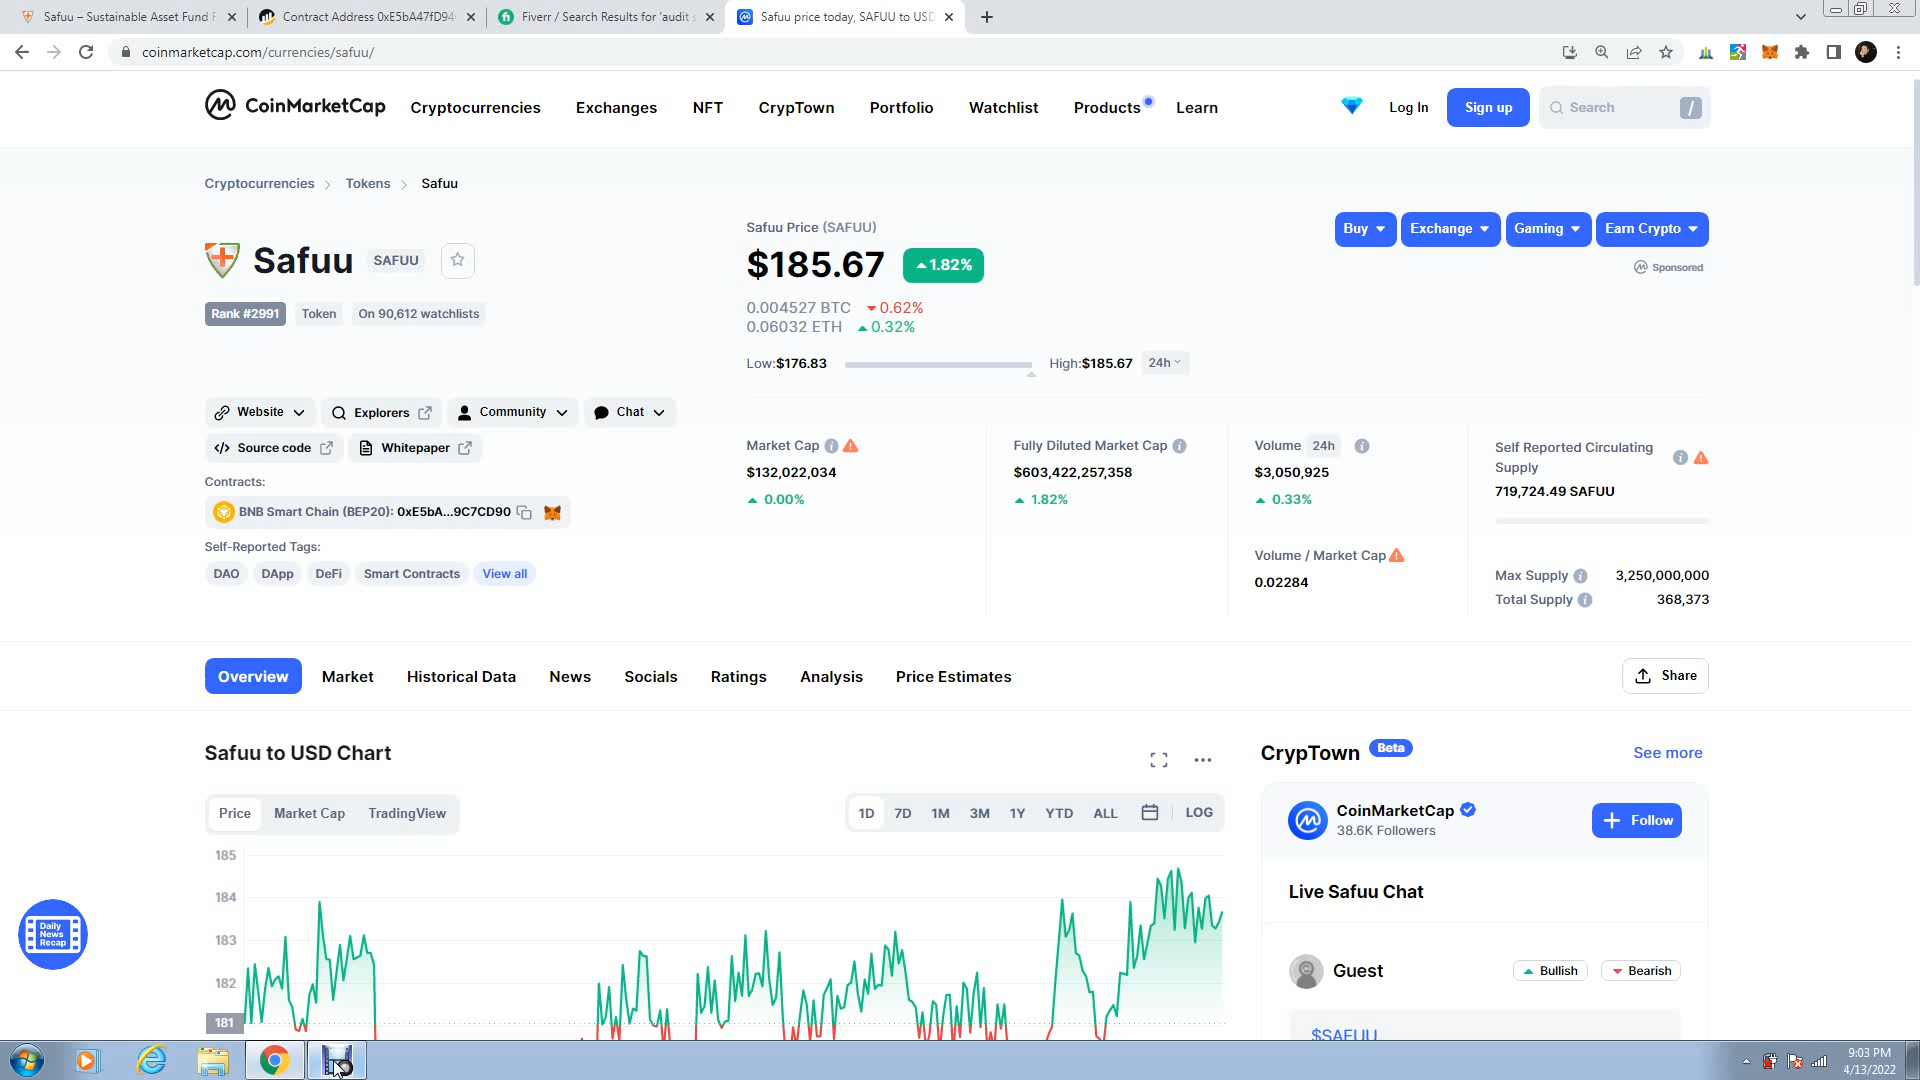 Safuu – Sustainable Asset Fund F
Contract Address 0xE5bA47fD94
Fiverr / Search Results for 'audit s
Safuu price today, SAFUU to USD
coinmarketcap.com/currencies/safuu/
CoinMarketCap
Cryptocurrencies
Exchanges
NFT
CrypTown
Portfolio
Watchlist
Products
Learn
Log In
Sign up
Search
/
Cryptocurrencies
Tokens
Safuu
Safuu SAFUU
Rank #2991
Token
On 90,612 watchlists
Safuu Price (SAFUU)
$185.67
1.82%
0.004527 BTC 0.62%
0.06032 ETH 0.32%
Low:$176.83
High:$185.67
24h
Buy
Exchange
Gaming
Earn Crypto
Sponsored
Website
Explorers
Community
Chat
Source code
Whitepaper
Contracts:
BNB Smart Chain (BEP20): 0xE5bA...9C7CD90
Self-Reported Tags:
DAO
DApp
DeFi
Smart Contracts
View all
Market Cap
$132,022,034
0.00%
Fully Diluted Market Cap
$603,422,257,358
1.82%
Volume 24h
$3,050,925
0.33%
Volume / Market Cap
0.02284
Self Reported Circulating
Supply
719,724.49 SAFUU
Max Supply 3,250,000,000
Total Supply 368,373
Overview
Market
Historical Data
News
Socials
Ratings
Analysis
Price Estimates
Share
Safuu to USD Chart
Price
Market Cap
TradingView
1D
7D
1M
3M
1Y
YTD
ALL
LOG
185
184
183
182
181
CrypTown Beta
See more
CoinMarketCap
38.6K Followers
Follow
Live Safuu Chat
Guest
Bullish
Bearish
$SAFUU
Daily
News
Recap
9:03 PM
4/13/2022